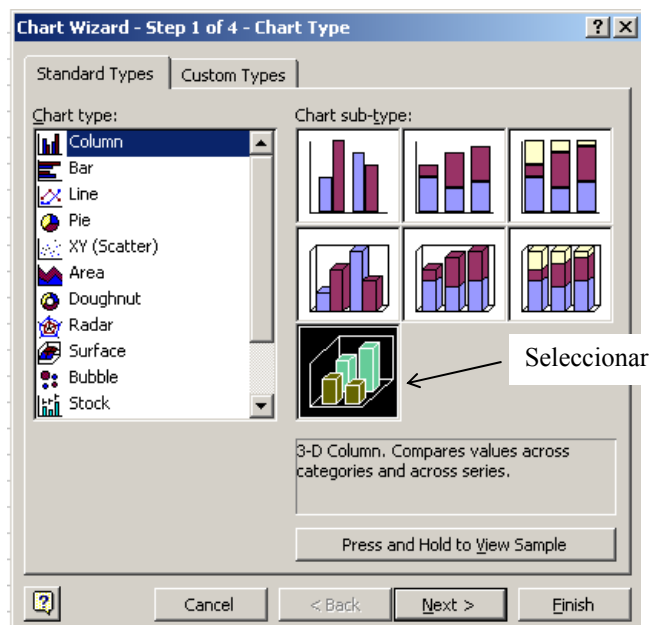 Chart Wizard - Step 1 of 4 - Chart Type
Standard Types
Custom Types
Chart type:
Column
Bar
Line
Pie
XY (Scatter)
Area
Doughnut
Radar
Surface
Bubble
Stock
Chart sub-type:
Seleccionar
3-D Column. Compares values across
categories and across series.
Press and Hold to View Sample
Cancel
< Back
Next >
Finish